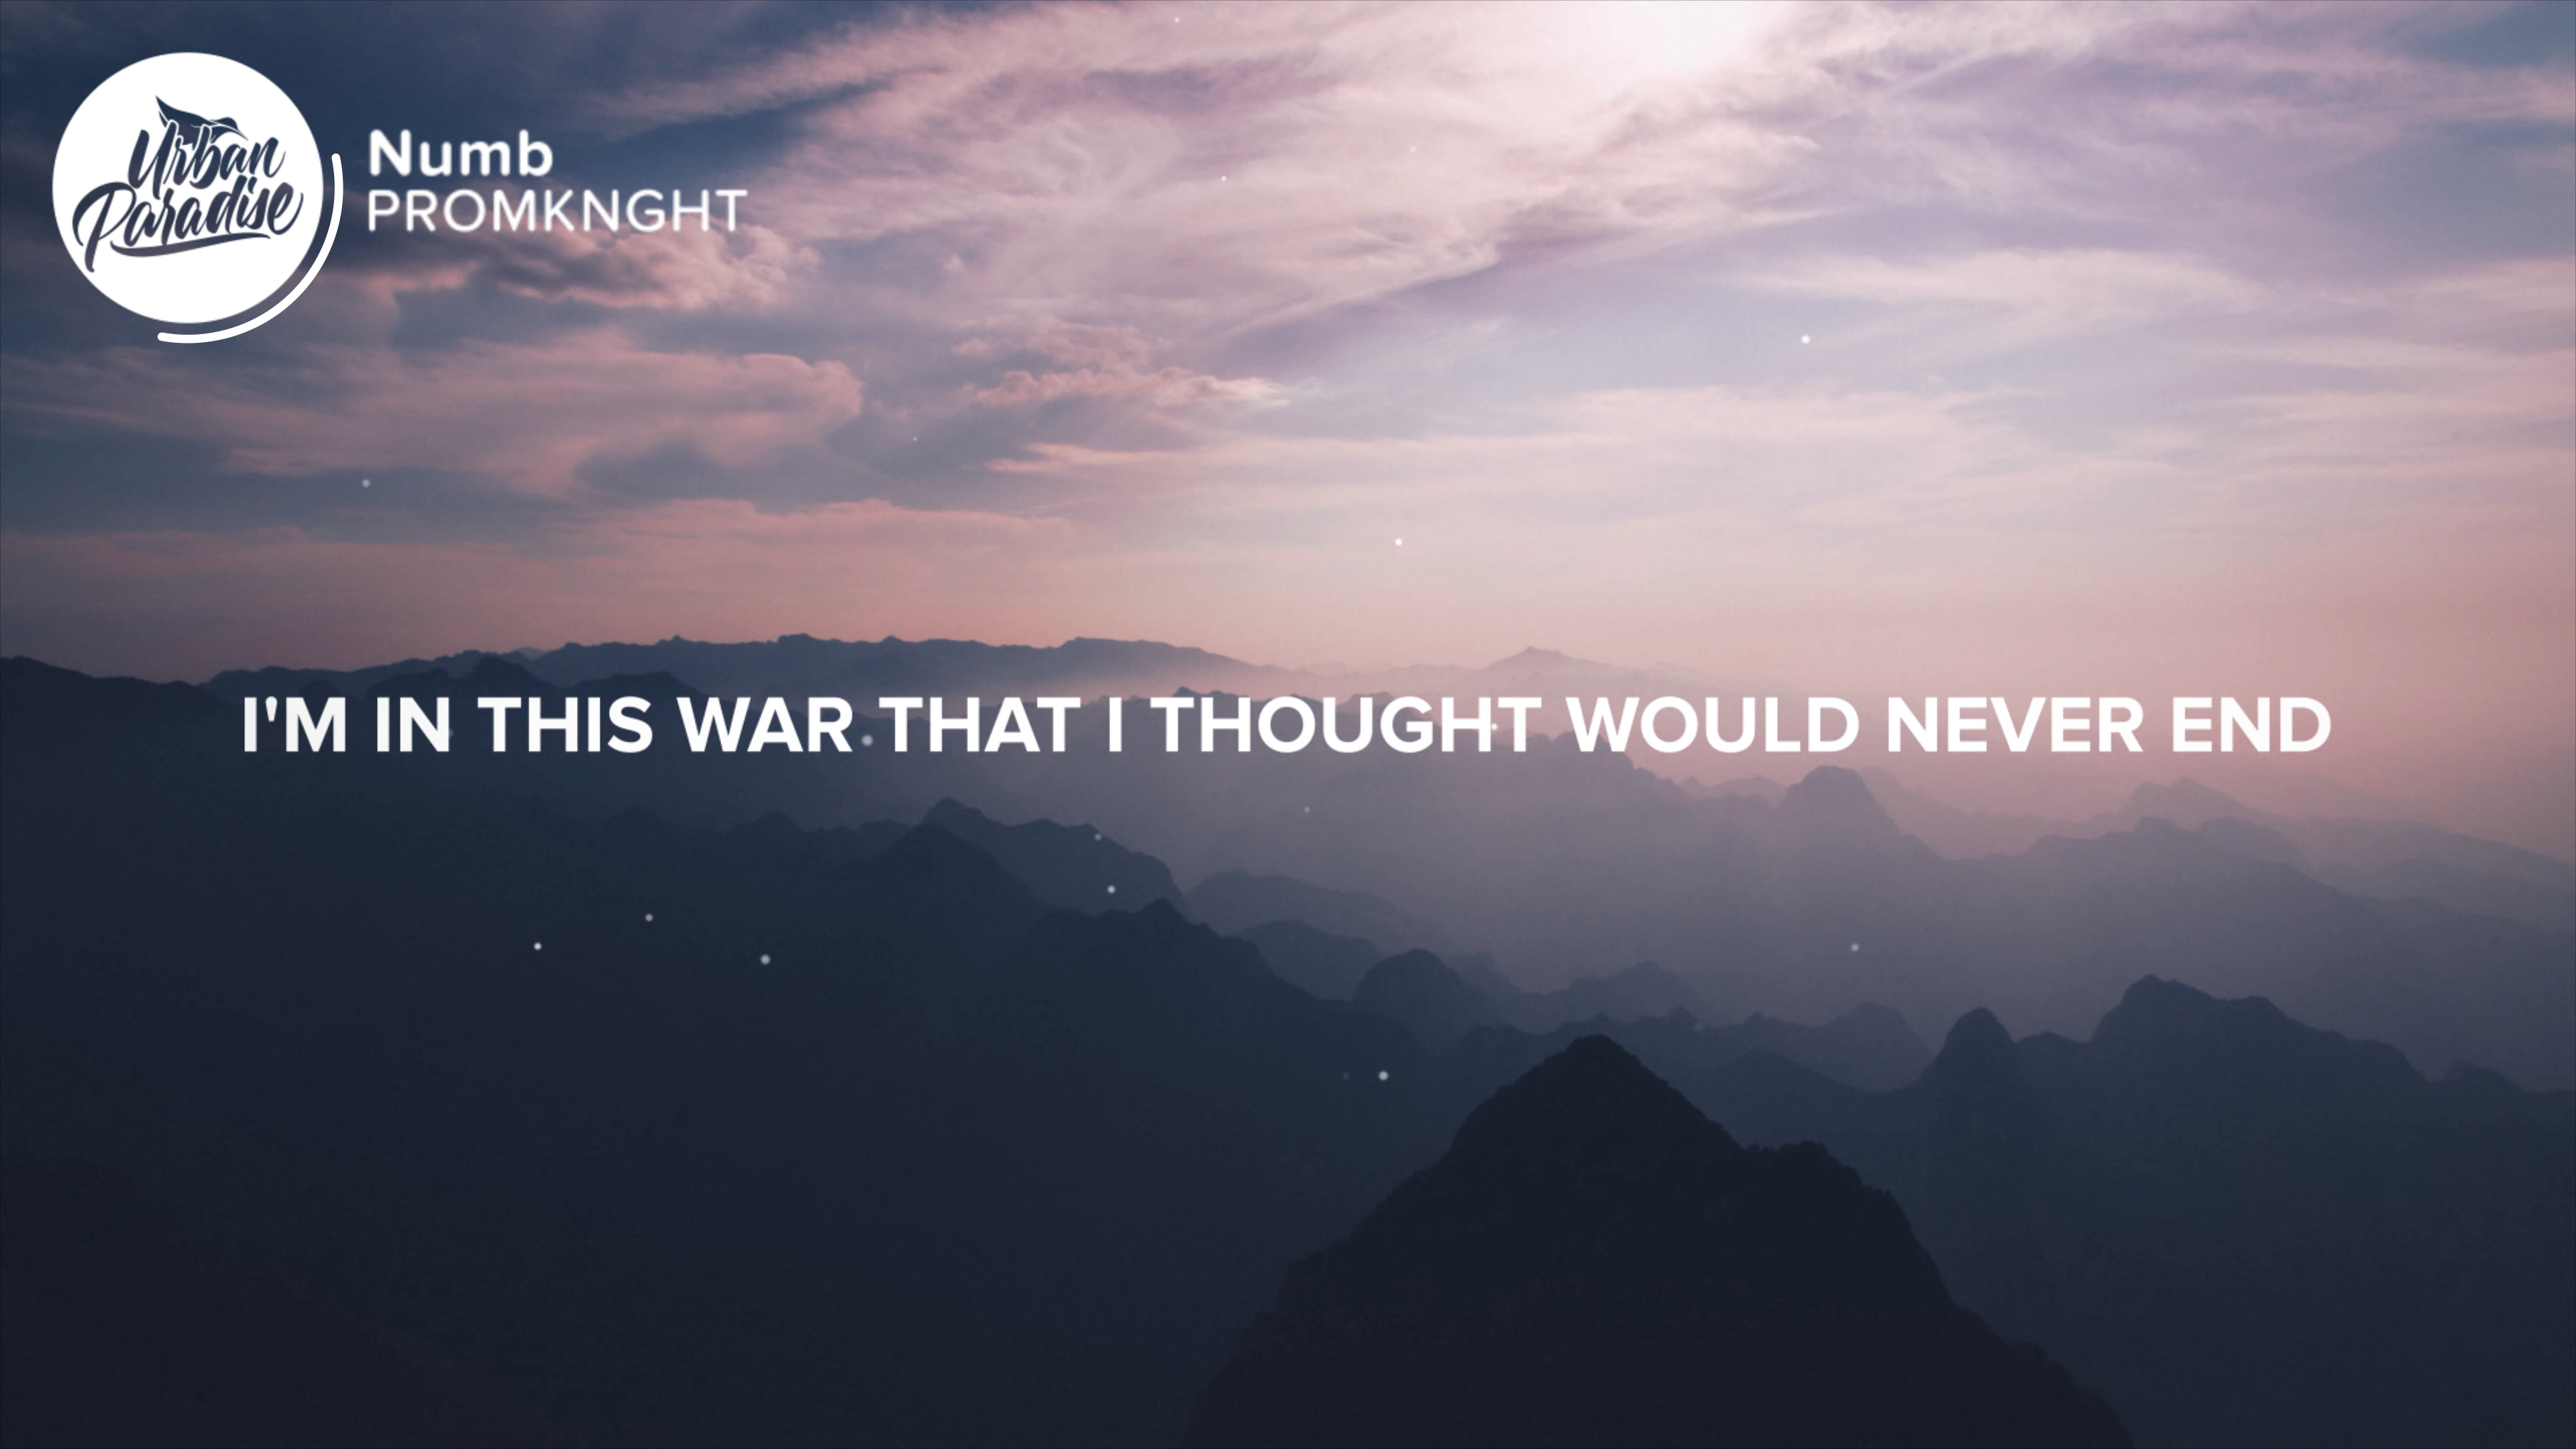 Urban
Paradise
Numb
PROMKNGHT
I'M IN THIS WAR THAT I THOUGHT WOULD NEVER END